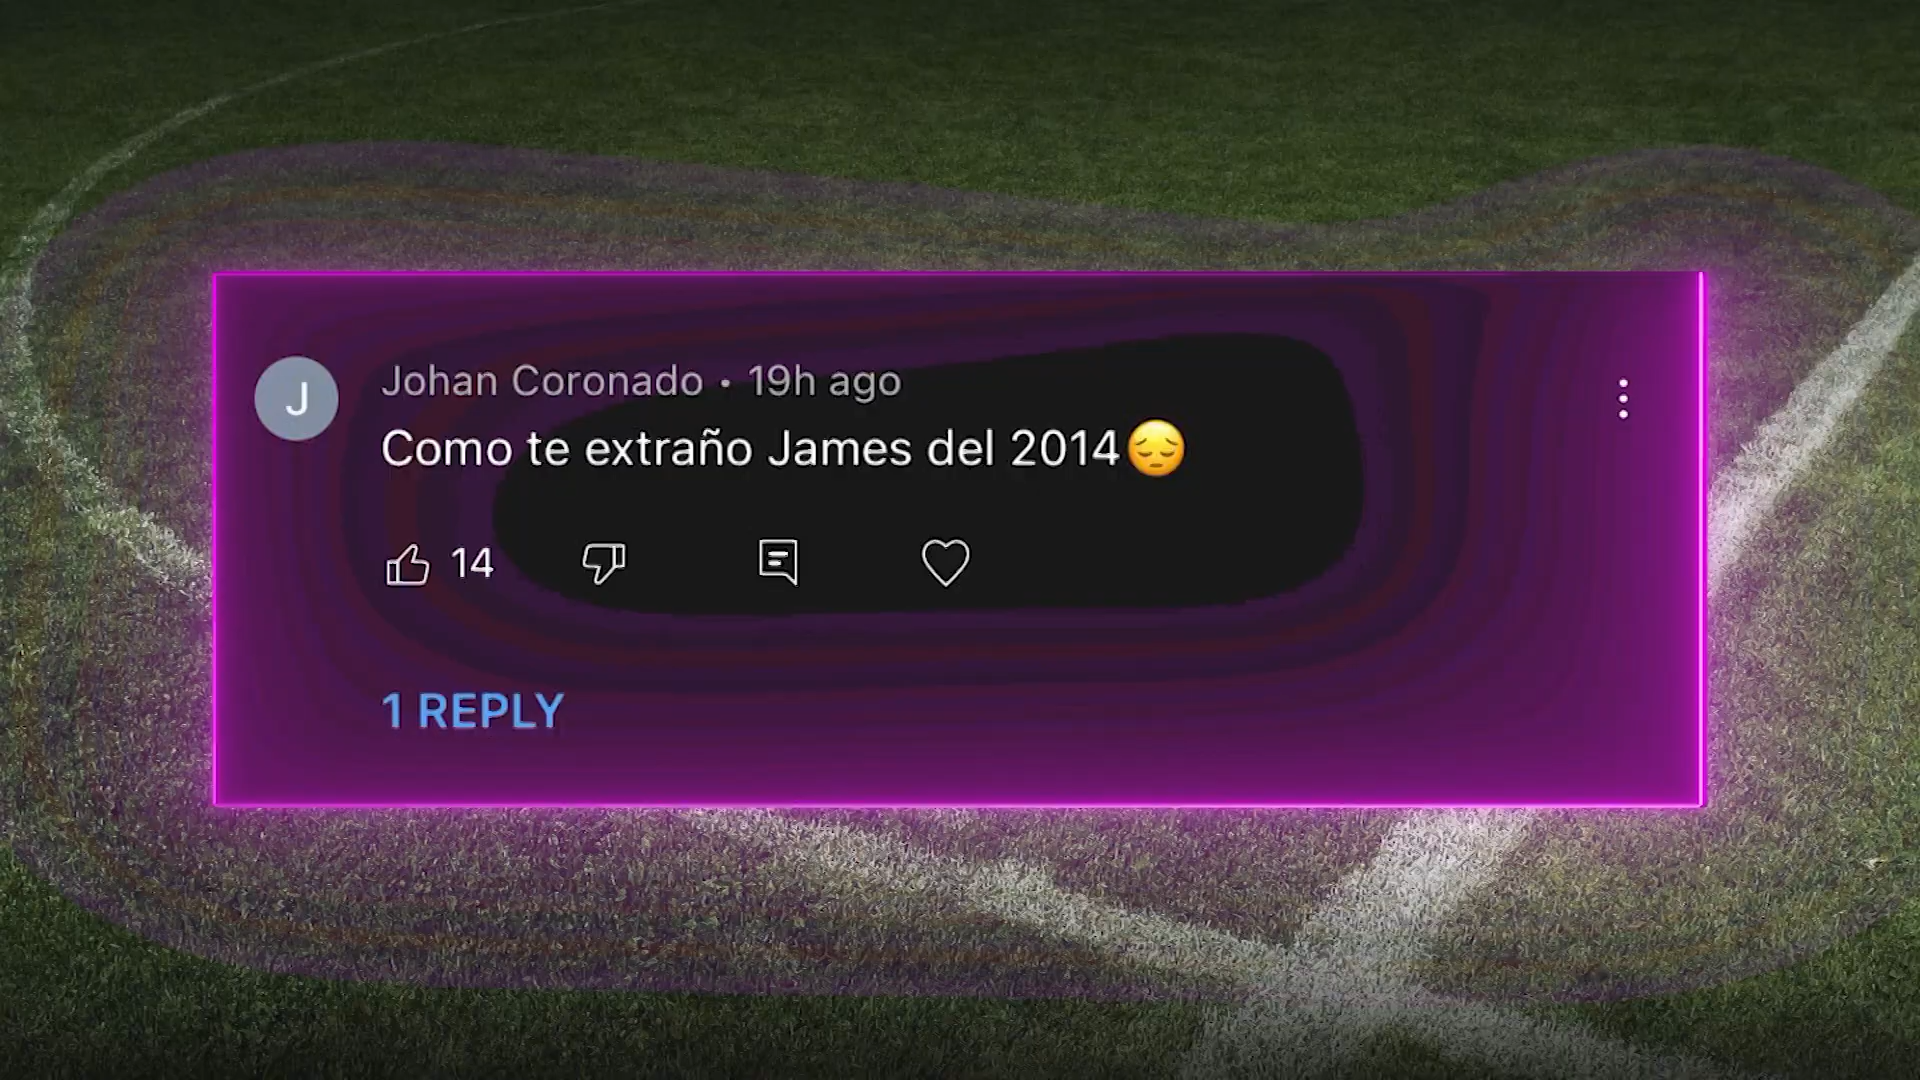 J
Johan Coronado • 19h ago
Como te extraño James del 2014😔
14
1 REPLY